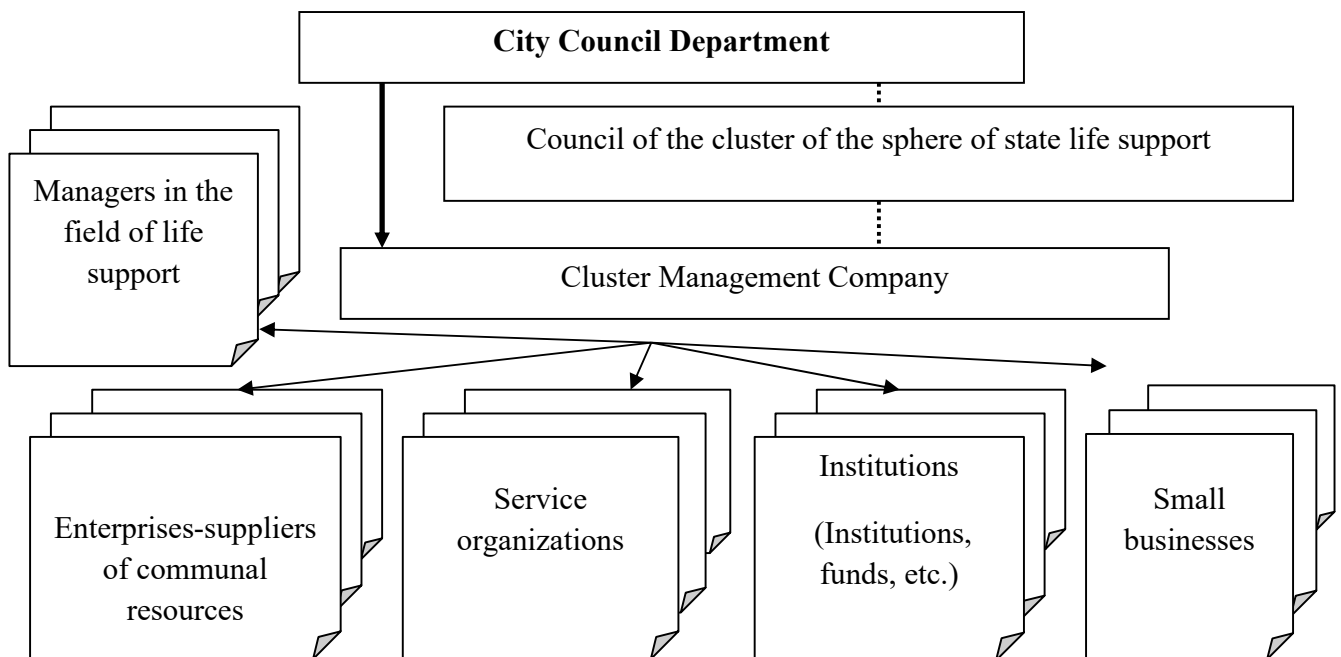 City Council Department
Council of the cluster of the sphere of state life support
Managers in the
field of life
support
Cluster Management Company
Enterprises-suppliers
of communal
resources
Service
organizations
Institutions
(Institutions,
funds, etc.)
Small
businesses